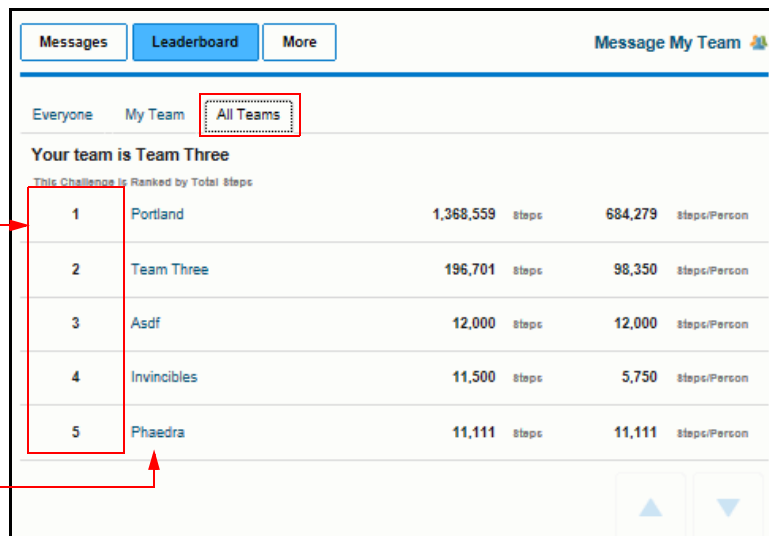 Messages Leaderboard More Message My Team
Everyone My Team All Teams
Your team is Team Three
This Challenge is Ranked by Total Steps
1 Portland 1,368,559 Steps 684,279 Steps/Person
2 Team Three 196,701 Steps 98,350 Steps/Person
3 Asdf 12,000 Steps 12,000 Steps/Person
4 Invincibles 11,500 Steps 5,750 Steps/Person
5 Phaedra 11,111 Steps 11,111 Steps/Person